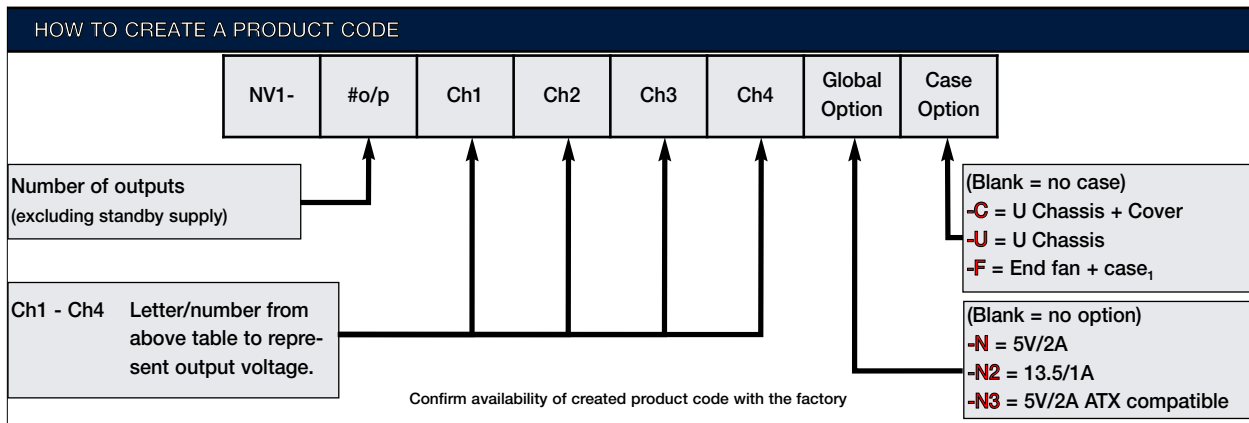 HOW TO CREATE A PRODUCT CODE
NV1- #o/p Ch1 Ch2 Ch3 Ch4 Global Option Case Option
Number of outputs
(excluding standby supply)
Ch1 - Ch4 Letter/number from
above table to repre-
sent output voltage.
(Blank = no case)
-C = U Chassis + Cover
-U = U Chassis
-F = End fan + case1
(Blank = no option)
-N = 5V/2A
-N2 = 13.5/1A
-N3 = 5V/2A ATX compatible
Confirm availability of created product code with the factory